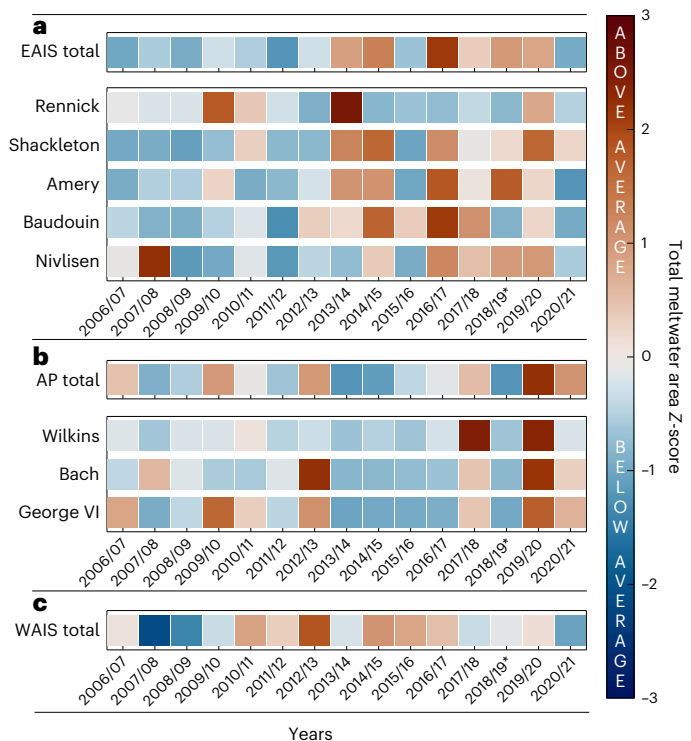 a
EAIS total
Rennick
Shackleton
Amery
Baudouin
Nivlisen
2006/07 2007/08 2008/09 2009/10 2010/11 2011/12 2012/13 2013/14 2014/15 2015/16 2016/17 2017/18 2018/19* 2019/20 2020/21
b
AP total
Wilkins
Bach
George VI
2006/07 2007/08 2008/09 2009/10 2010/11 2011/12 2012/13 2013/14 2014/15 2015/16 2016/17 2017/18 2018/19* 2019/20 2020/21
c
WAIS total
2006/07 2007/08 2008/09 2009/10 2010/11 2011/12 2012/13 2013/14 2014/15 2015/16 2016/17 2017/18 2018/19* 2019/20 2020/21
Years
3
2
1
0
−1
−2
−3
ABOVE AVERAGE
BELOW AVERAGE
Total meltwater area Z-score